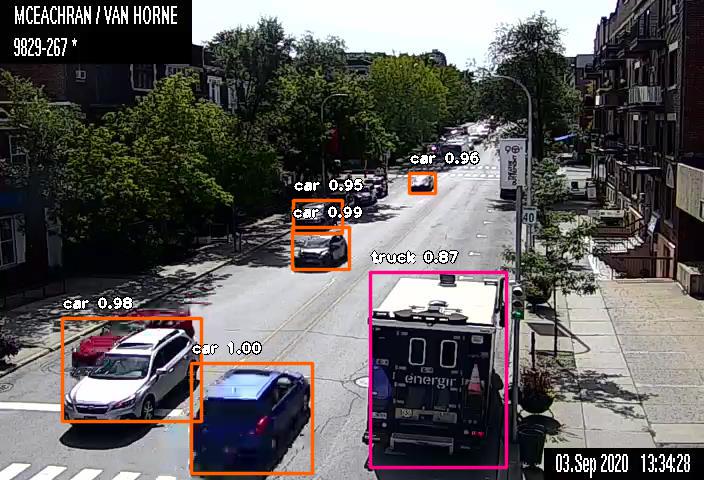 MCEACHRAN / VAN HORNE
9829-267 *
car 0.96
car 0.95
car 0.99
40
truck 0.87
car 0.98
car 1.00
energir
03.Sep 2020 13:34:28